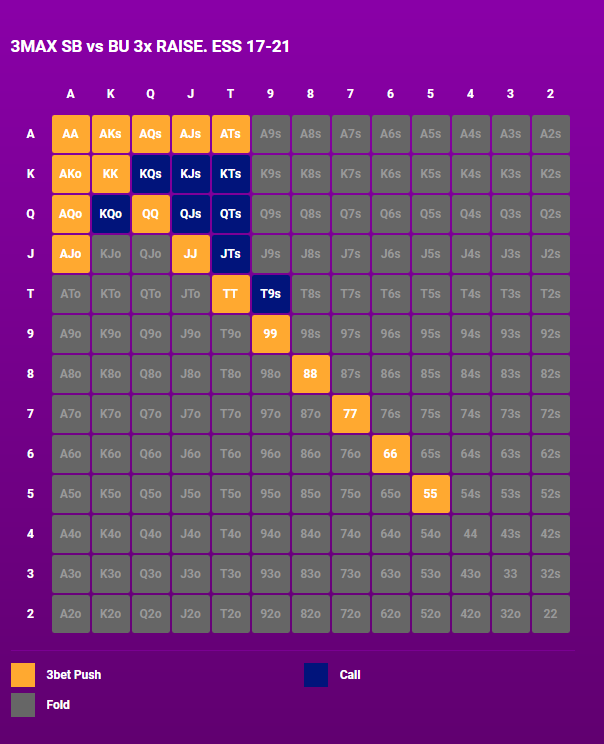 3MAX SB vs BU 3x RAISE. ESS 17-21
A K Q J T 9 8 7 6 5 4 3 2
A AA AKs AQs AJs ATs A9s A8s A7s A6s A5s A4s A3s A2s
K AKo KK KQs KJs KTs K9s K8s K7s K6s K5s K4s K3s K2s
Q AQo KQo QQ QJs QTs Q9s Q8s Q7s Q6s Q5s Q4s Q3s Q2s
J AJo KJo QJo JJ JTs J9s J8s J7s J6s J5s J4s J3s J2s
T ATo KTo QTo JTo TT T9s T8s T7s T6s T5s T4s T3s T2s
9 A9o K9o Q9o J9o T9o 99 98s 97s 96s 95s 94s 93s 92s
8 A8o K8o Q8o J8o T8o 98o 88 87s 86s 85s 84s 83s 82s
7 A7o K7o Q7o J7o T7o 97o 87o 77 76s 75s 74s 73s 72s
6 A6o K6o Q6o J6o T6o 96o 86o 76o 66 65s 64s 63s 62s
5 A5o K5o Q5o J5o T5o 95o 85o 75o 65o 55 54s 53s 52s
4 A4o K4o Q4o J4o T4o 94o 84o 74o 64o 54o 44 43s 42s
3 A3o K3o Q3o J3o T3o 93o 83o 73o 63o 53o 43o 33 32s
2 A2o K2o Q2o J2o T2o 92o 82o 72o 62o 52o 42o 32o 22
3bet Push Call
Fold